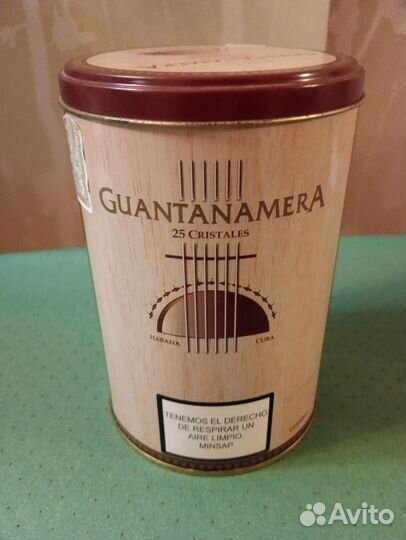 GUANTANAMERA
25 CRISTALES
HABANA CUBA
TENEMOS EL DERECHO
DE RESPIRAR UN
AIRE LIMPIO.
MINSAP
Avito